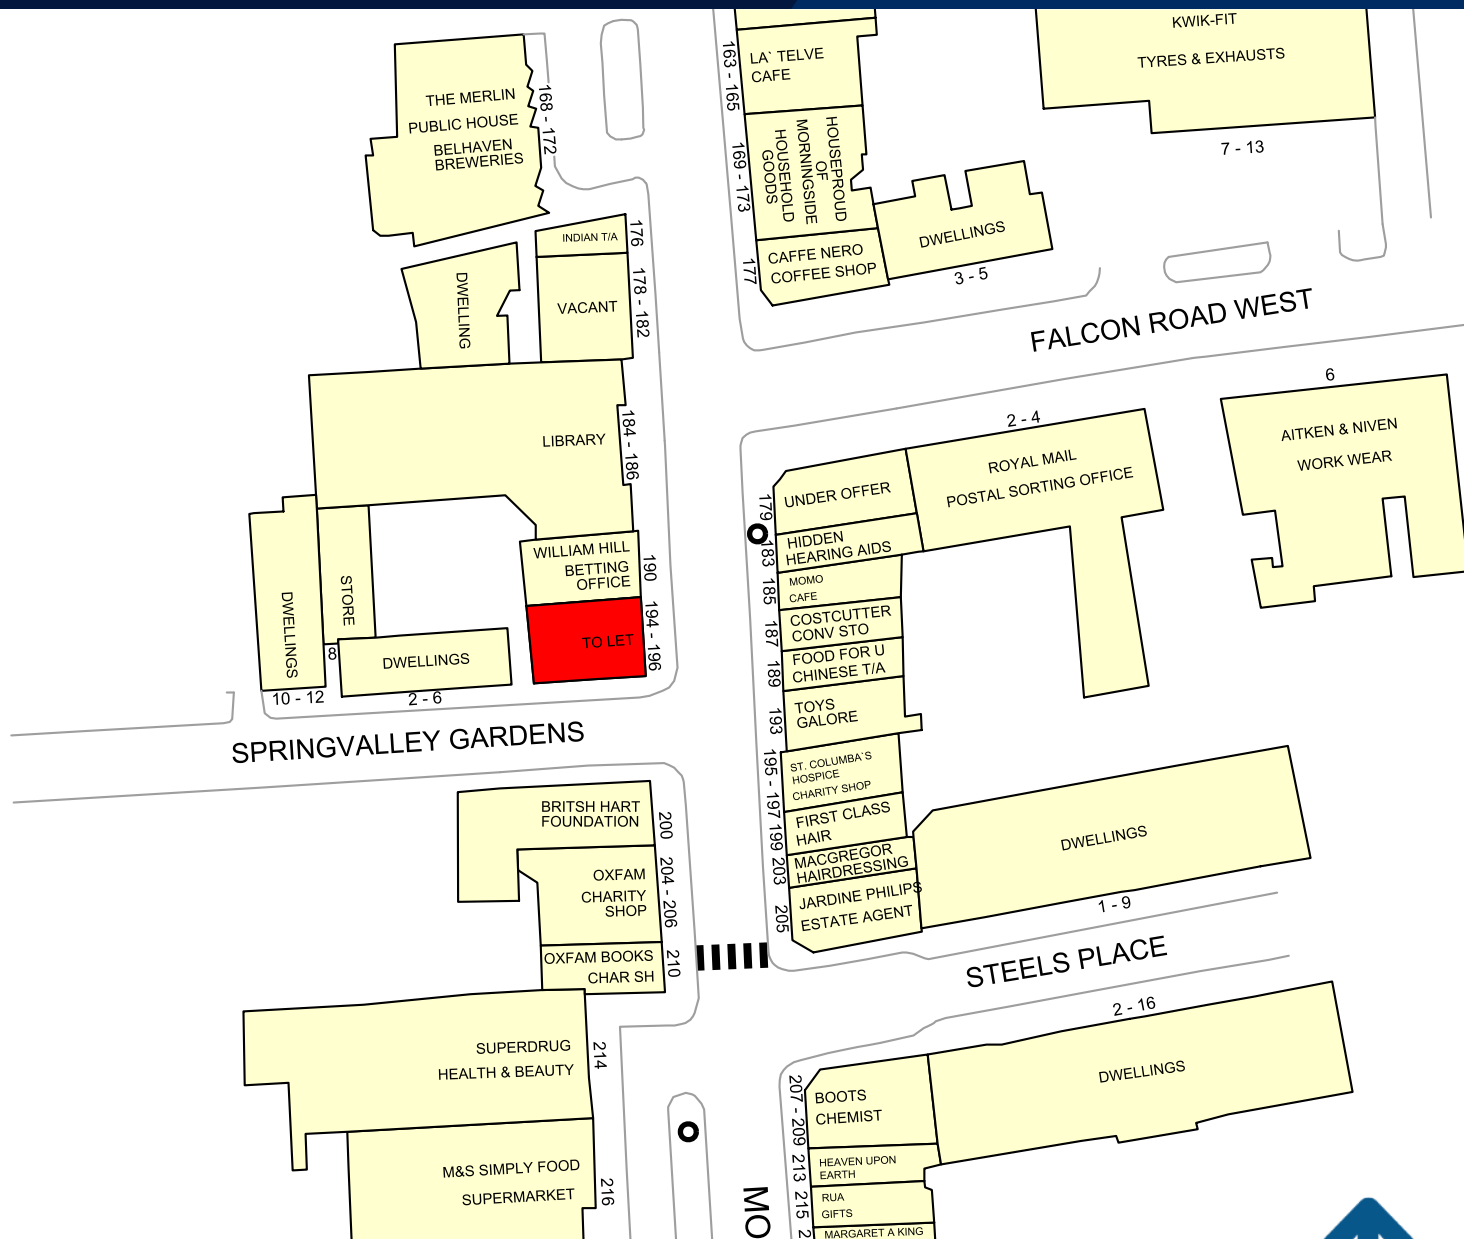 KWIK-FIT
TYRES & EXHAUSTS
7 - 13
163 - 165
LA` TELVE
CAFE
THE MERLIN
PUBLIC HOUSE
BELHAVEN
BREWERIES
168 - 172
169 - 173
HOUSEPROUD
OF
MORNINGSIDE
HOUSEHOLD
GOODS
DWELLINGS
3 - 5
177
CAFFE NERO
COFFEE SHOP
INDIAN T/A
176
VACANT
178 - 182
DWELLING
FALCON ROAD WEST
LIBRARY
184 - 186
2 - 4
ROYAL MAIL
POSTAL SORTING OFFICE
6
AITKEN & NIVEN
WORK WEAR
179
UNDER OFFER
183
HIDDEN
HEARING AIDS
WILLIAM HILL
BETTING
OFFICE
190
185
MOMO
CAFE
DWELLINGS
10 - 12
STORE
8
DWELLINGS
2 - 6
TO LET
194 - 196
187
COSTCUTTER
CONV STO
189
FOOD FOR U
CHINESE T/A
193
TOYS
GALORE
SPRINGVALLEY GARDENS
195 - 197
ST. COLUMBA`S
HOSPICE
CHARITY SHOP
199
FIRST CLASS
HAIR
203
MACGREGOR
HAIRDRESSING
205
JARDINE PHILIPS
ESTATE AGENT
DWELLINGS
1 - 9
BRITSH HART
FOUNDATION
200
OXFAM
CHARITY
SHOP
204 - 206
OXFAM BOOKS
CHAR SH
210
STEELS PLACE
2 - 16
DWELLINGS
SUPERDRUG
HEALTH & BEAUTY
214
207 - 209
BOOTS
CHEMIST
M&S SIMPLY FOOD
SUPERMARKET
216
213
HEAVEN UPON
EARTH
215
RUA
GIFTS
2
MARGARET A KING
MO